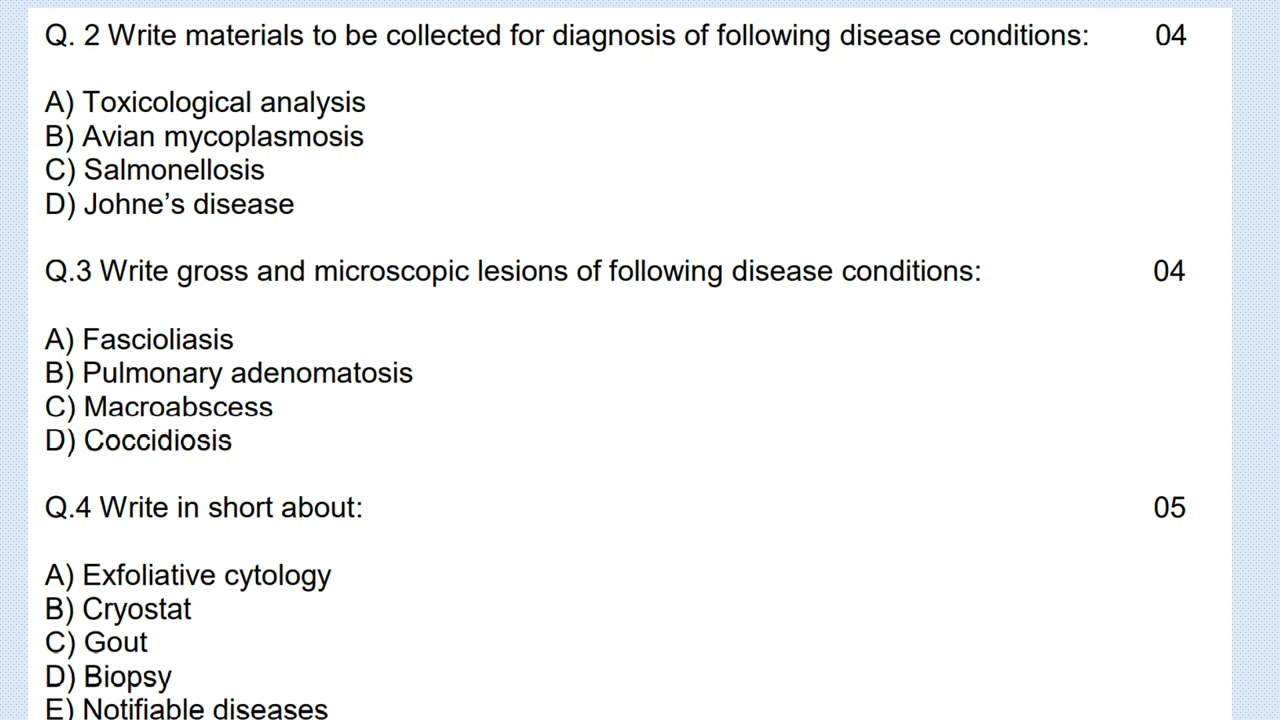 Q. 2 Write materials to be collected for diagnosis of following disease conditions: 04
A) Toxicological analysis
B) Avian mycoplasmosis
C) Salmonellosis
D) Johne’s disease
Q.3 Write gross and microscopic lesions of following disease conditions: 04
A) Fascioliasis
B) Pulmonary adenomatosis
C) Macroabscess
D) Coccidiosis
Q.4 Write in short about: 05
A) Exfoliative cytology
B) Cryostat
C) Gout
D) Biopsy
E) Notifiable diseases